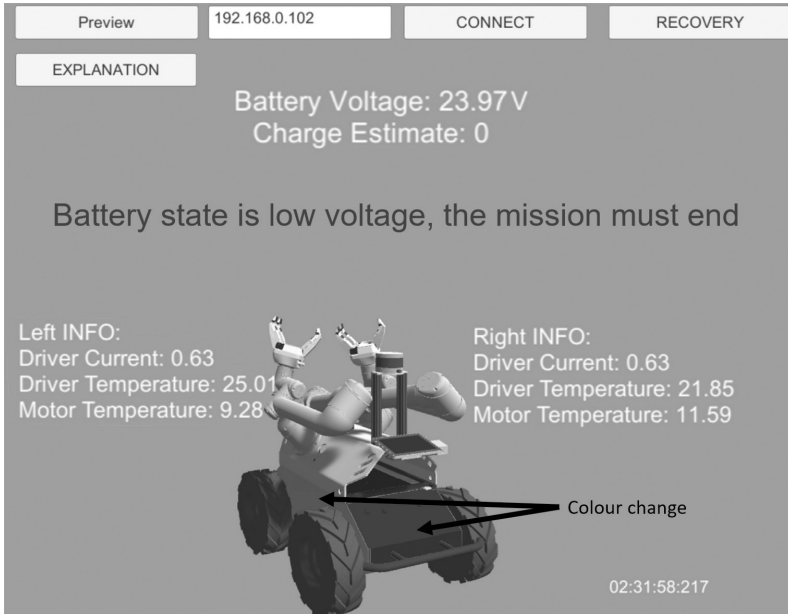 Preview
192.168.0.102
CONNECT
RECOVERY
EXPLANATION
Battery Voltage: 23.97V
Charge Estimate: 0
Battery state is low voltage, the mission must end
Left INFO:
Driver Current: 0.63
Driver Temperature: 25.01
Motor Temperature: 9.28
Right INFO:
Driver Current: 0.63
Driver Temperature: 21.85
Motor Temperature: 11.59
Colour change
02:31:58:217